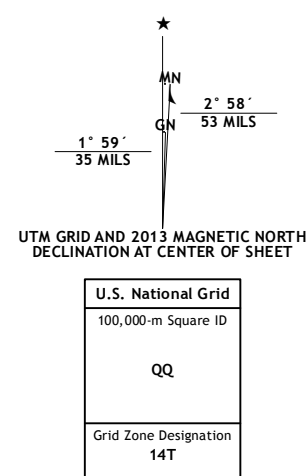 ★
MN
GN
2° 58´
53 MILS
1° 59´
35 MILS
UTM GRID AND 2013 MAGNETIC NORTH
DECLINATION AT CENTER OF SHEET
U.S. National Grid
100,000-m Square ID
QQ
Grid Zone Designation
14T